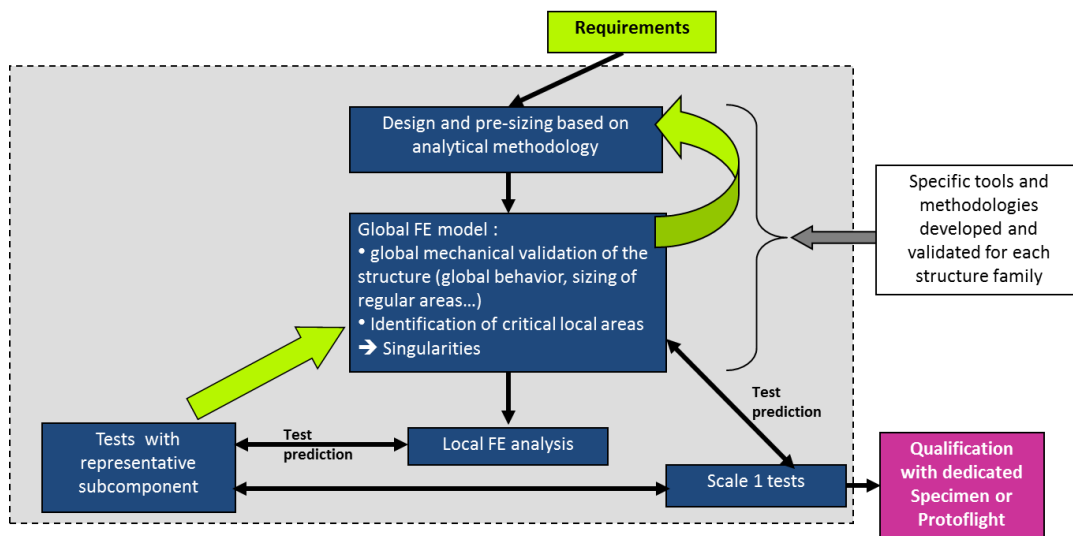 Requirements
Design and pre-sizing based on
analytical methodology
Global FE model :
• global mechanical validation of the
structure (global behavior, sizing of
regular areas...)
• Identification of critical local areas
➔ Singularities
Specific tools and
methodologies
developed and
validated for each
structure family
Test
prediction
Tests with
representative
subcomponent
Test
prediction
Local FE analysis
Scale 1 tests
Qualification
with dedicated
Specimen or
Protoflight